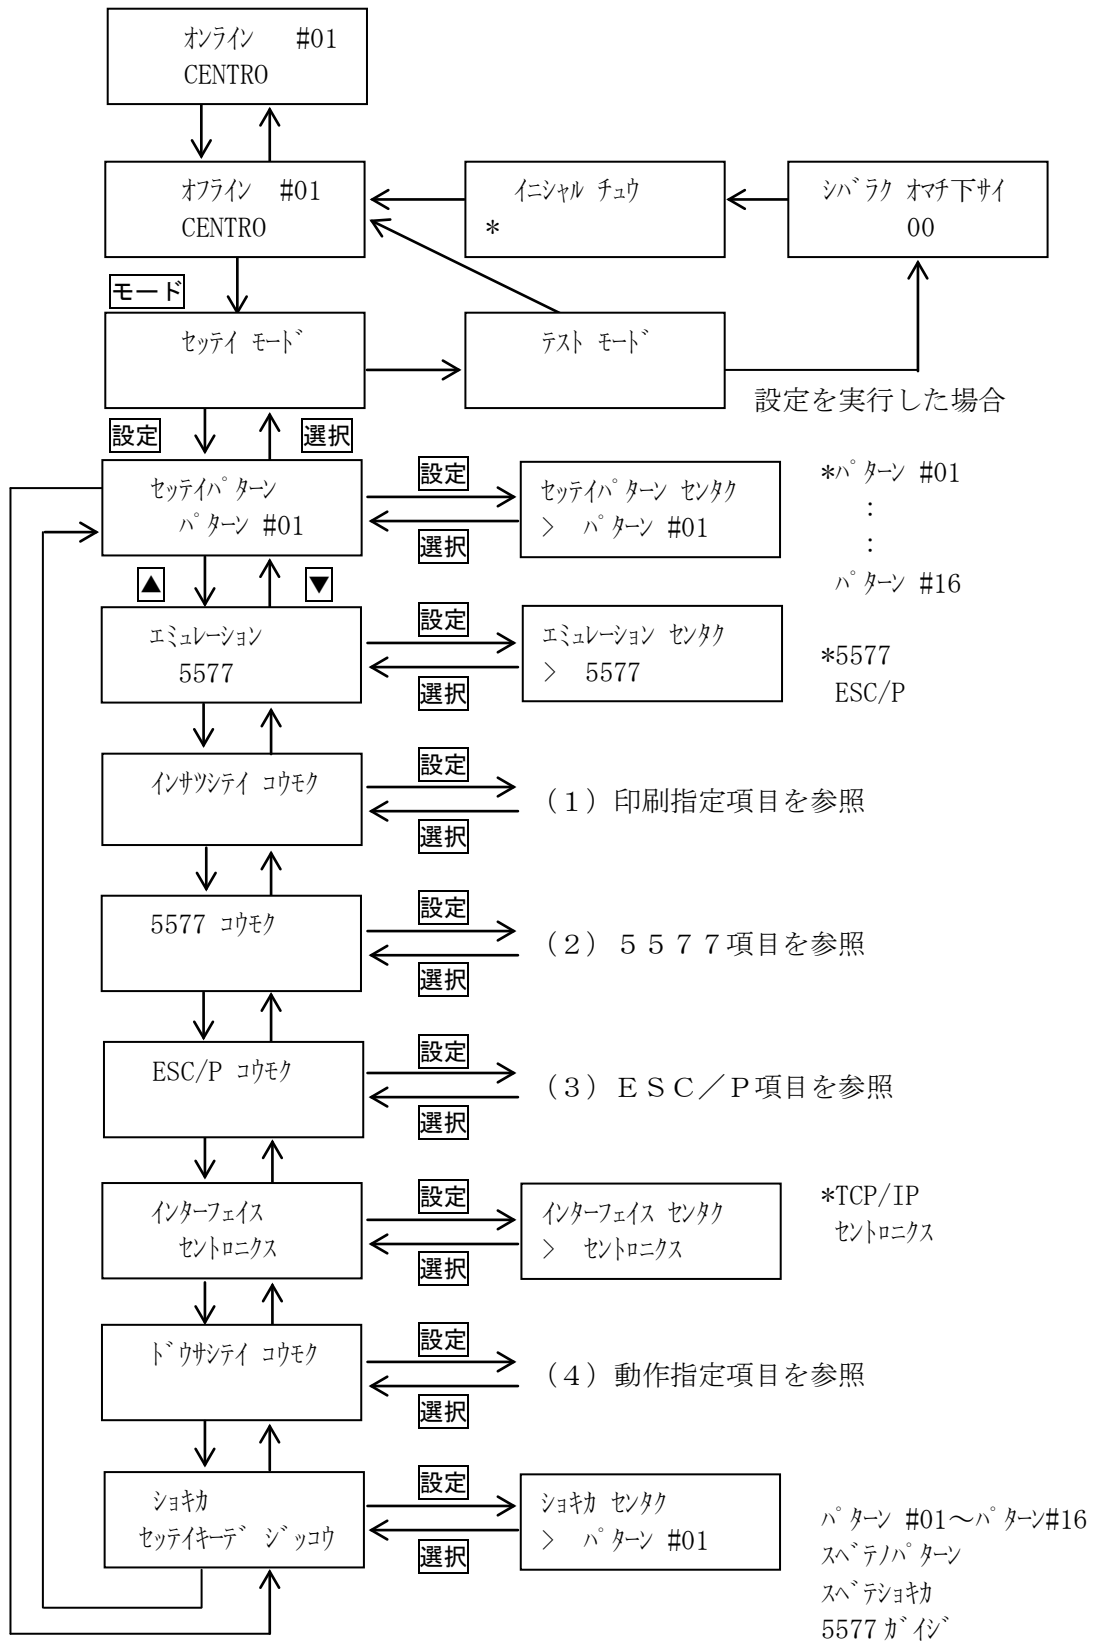 ｵﾝﾗｲﾝ #01
CENTRO
ｵﾌﾗｲﾝ #01
CENTRO
ｲﾆｼｬﾙ ﾁｭｳ
*
ｼﾊﾞﾗｸ ｵﾏﾁ下ｻｲ
00
モード
ｾｯﾃｲ ﾓｰﾄﾞ
ﾃｽﾄ ﾓｰﾄﾞ
設定を実行した場合
設定
選択
ｾｯﾃｲﾊﾟﾀｰﾝ
ﾊﾟﾀｰﾝ #01
設定
選択
ｾｯﾃｲﾊﾟﾀｰﾝ ｾﾝﾀｸ
> ﾊﾟﾀｰﾝ #01
*ﾊﾟﾀｰﾝ #01
:
:
ﾊﾟﾀｰﾝ #16
▲
▼
ｴﾐｭﾚｰｼｮﾝ
5577
設定
選択
ｴﾐｭﾚｰｼｮﾝ ｾﾝﾀｸ
> 5577
*5577
ESC/P
ｲﾝｻﾂｼﾃｲ ｺｳﾓｸ
設定
選択
（１）印刷指定項目を参照
5577 ｺｳﾓｸ
設定
選択
（２）５５７７項目を参照
ESC/P ｺｳﾓｸ
設定
選択
（３）ＥＳＣ／Ｐ項目を参照
ｲﾝﾀｰﾌｪｲｽ
ｾﾝﾄﾛﾆｸｽ
設定
選択
ｲﾝﾀｰﾌｪｲｽ ｾﾝﾀｸ
> ｾﾝﾄﾛﾆｸｽ
*TCP/IP
ｾﾝﾄﾛﾆｸｽ
ﾄﾞｳｻｼﾃｲ ｺｳﾓｸ
設定
選択
（４）動作指定項目を参照
ｼｮｷｶ
ｾｯﾃｲｷｰﾃﾞ ｼﾞｯｺｳ
設定
選択
ｼｮｷｶ ｾﾝﾀｸ
> ﾊﾟﾀｰﾝ #01
ﾊﾟﾀｰﾝ #01～ﾊﾟﾀｰﾝ#16
ｽﾍﾞﾃﾉﾊﾟﾀｰﾝ
ｽﾍﾞﾃｼｮｷｶ
5577 ｶﾞｲｼﾞ